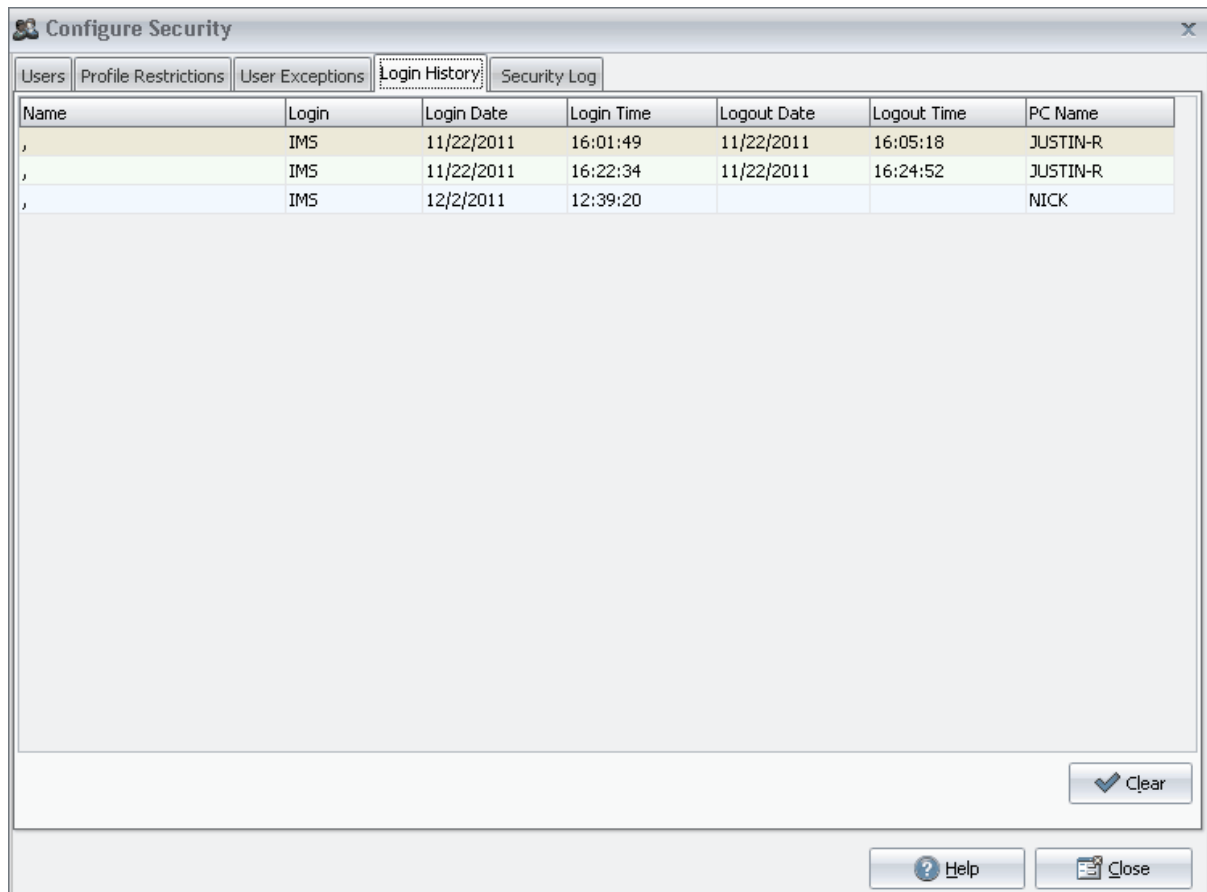 Configure Security
Users Profile Restrictions User Exceptions Login History Security Log
Name Login Login Date Login Time Logout Date Logout Time PC Name
, IMS 11/22/2011 16:01:49 11/22/2011 16:05:18 JUSTIN-R
, IMS 11/22/2011 16:22:34 11/22/2011 16:24:52 JUSTIN-R
, IMS 12/2/2011 12:39:20 NICK
Clear
Help Close